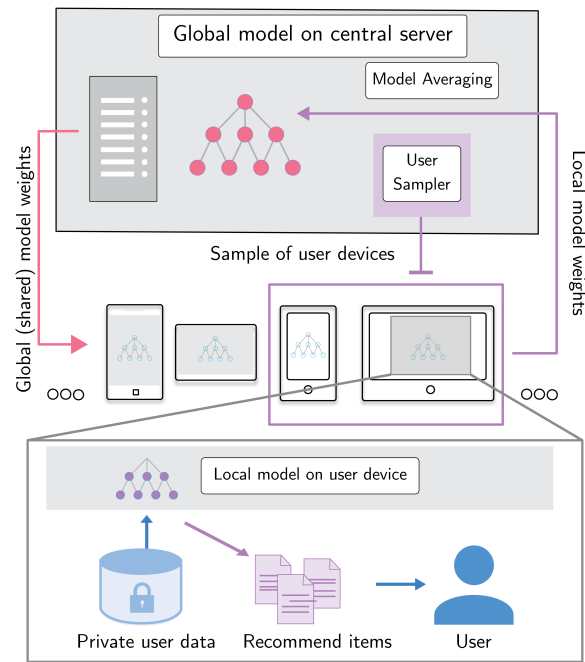 Global model on central server
Model Averaging
User
Sampler
Global (shared) model weights
Local model weights
Sample of user devices
Local model on user device
Private user data
Recommend items
User